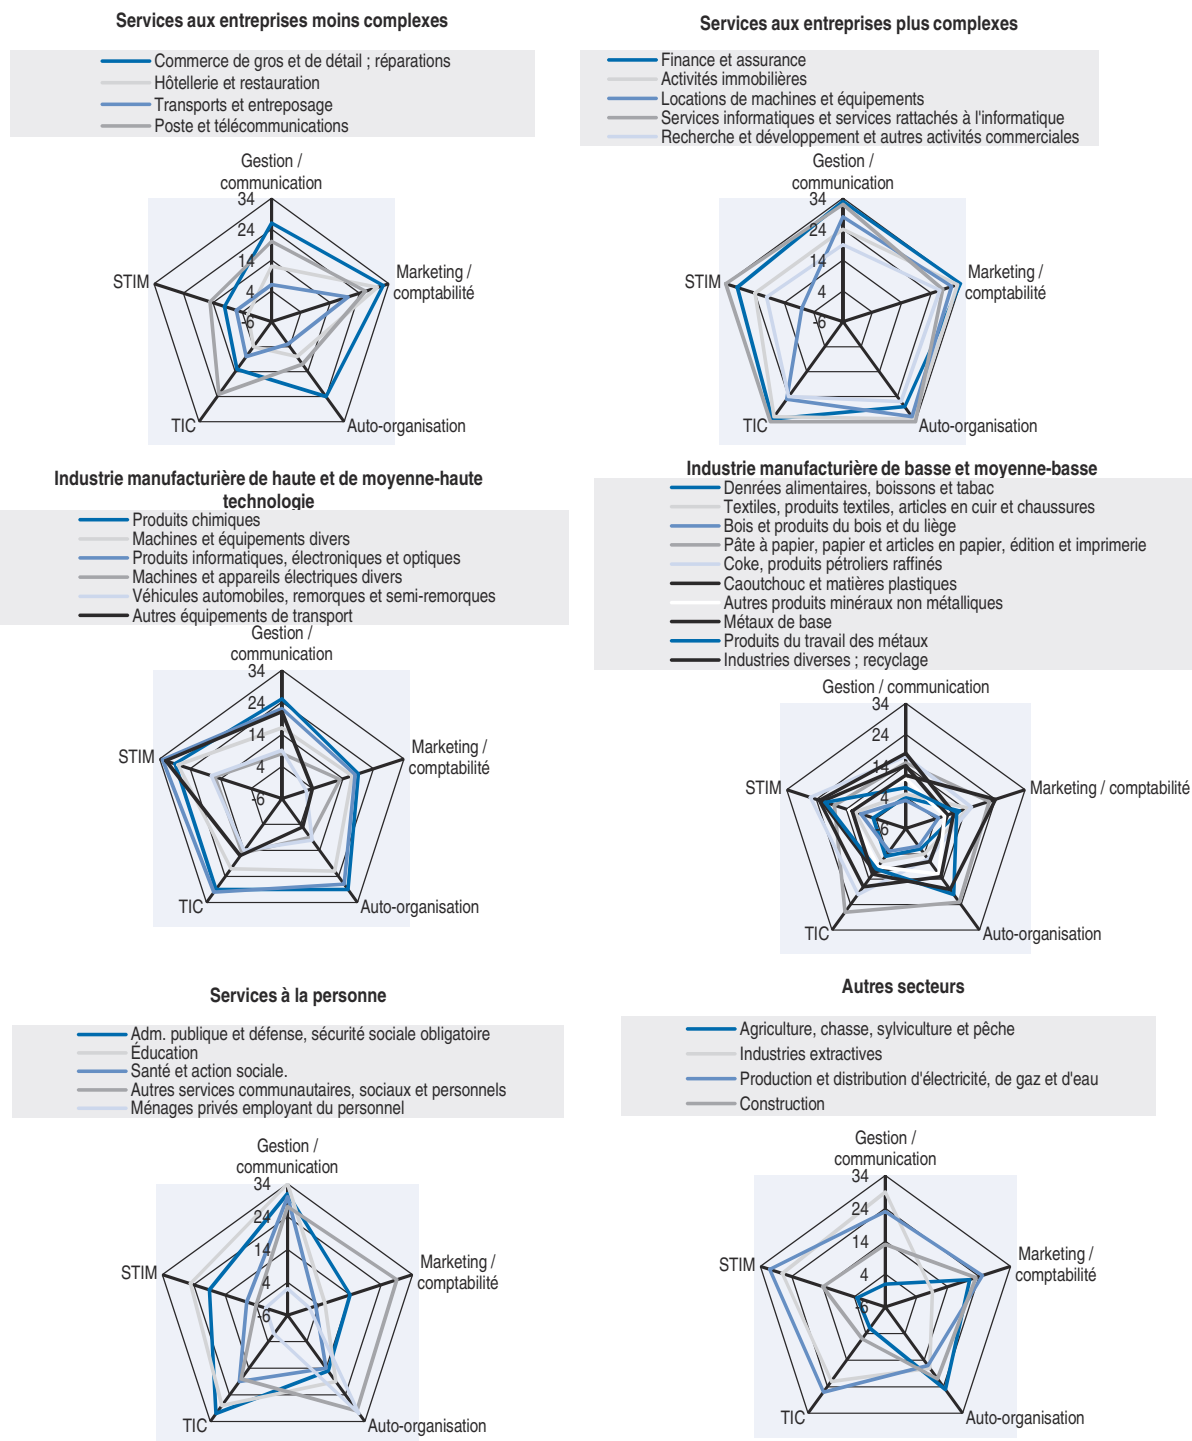 Services aux entreprises moins complexes
Commerce de gros et de détail ; réparations
Hôtellerie et restauration
Transports et entreposage
Poste et télécommunications
Gestion /
communication
34
24
14
4
-6
STIM
Marketing /
comptabilité
TIC
Auto-organisation
Services aux entreprises plus complexes
Finance et assurance
Activités immobilières
Locations de machines et équipements
Services informatiques et services rattachés à l'informatique
Recherche et développement et autres activités commerciales
Gestion /
communication
34
24
14
4
-6
STIM
Marketing /
comptabilité
TIC
Auto-organisation
Industrie manufacturière de haute et de moyenne-haute
technologie
Produits chimiques
Machines et équipements divers
Produits informatiques, électroniques et optiques
Machines et appareils électriques divers
Véhicules automobiles, remorques et semi-remorques
Autres équipements de transport
Gestion /
communication
34
24
14
4
-6
STIM
Marketing /
comptabilité
TIC
Auto-organisation
Industrie manufacturière de basse et moyenne-basse
Denrées alimentaires, boissons et tabac
Textiles, produits textiles, articles en cuir et chaussures
Bois et produits du bois et du liège
Pâte à papier, papier et articles en papier, édition et imprimerie
Coke, produits pétroliers raffinés
Caoutchouc et matières plastiques
Autres produits minéraux non métalliques
Métaux de base
Produits du travail des métaux
Industries diverses ; recyclage
Gestion / communication
34
24
14
4
-6
STIM
Marketing / comptabilité
TIC
Auto-organisation
Services à la personne
Adm. publique et défense, sécurité sociale obligatoire
Éducation
Santé et action sociale.
Autres services communautaires, sociaux et personnels
Ménages privés employant du personnel
Gestion /
communication
34
24
14
4
-6
STIM
Marketing /
comptabilité
TIC
Auto-organisation
Autres secteurs
Agriculture, chasse, sylviculture et pêche
Industries extractives
Production et distribution d'électricité, de gaz et d'eau
Construction
Gestion /
communication
34
24
14
4
-6
STIM
Marketing /
comptabilité
TIC
Auto-organisation